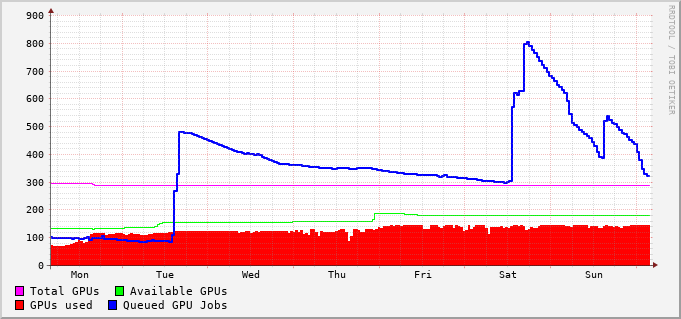 900
800
700
600
500
400
300
200
100
0
Mon Tue Wed Thu Fri Sat Sun
Total GPUs Available GPUs
GPUs used Queued GPU Jobs
RRDTOOL / TOBI OETIKER